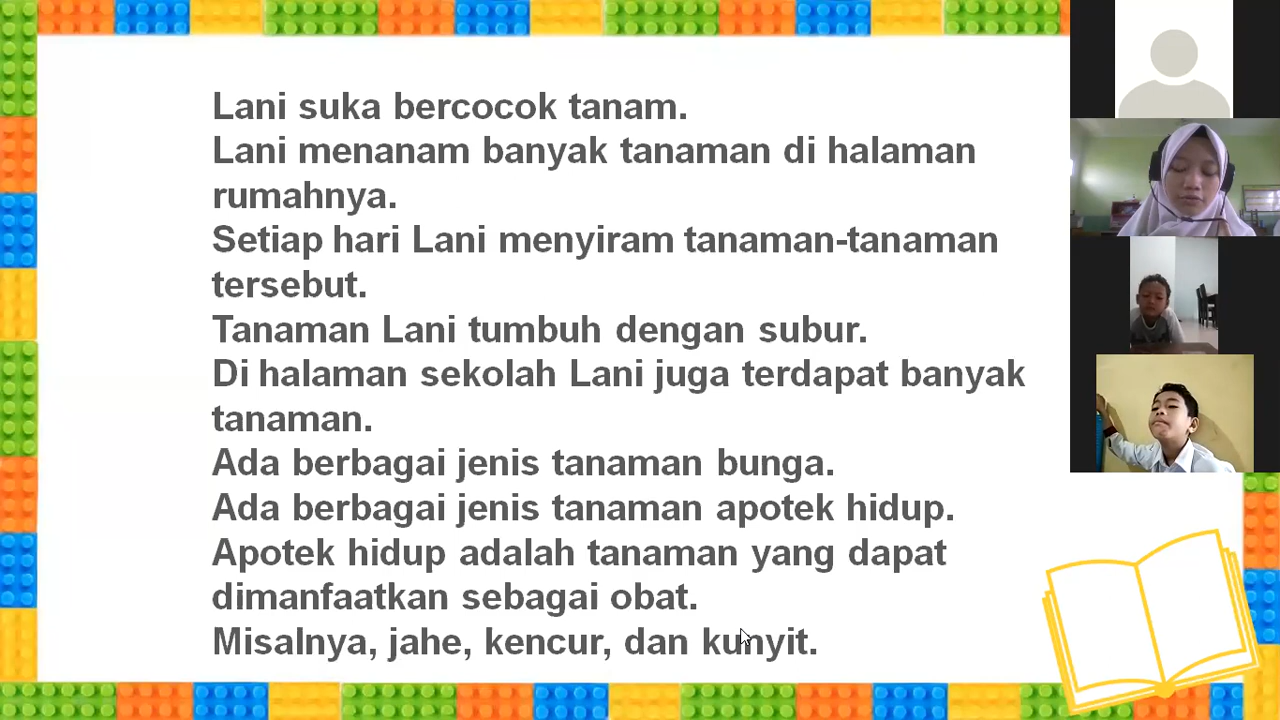 Lani suka bercocok tanam.
Lani menanam banyak tanaman di halaman
rumahnya.
Setiap hari Lani menyiram tanaman-tanaman
tersebut.
Tanaman Lani tumbuh dengan subur.
Di halaman sekolah Lani juga terdapat banyak
tanaman.
Ada berbagai jenis tanaman bunga.
Ada berbagai jenis tanaman apotek hidup.
Apotek hidup adalah tanaman yang dapat
dimanfaatkan sebagai obat.
Misalnya, jahe, kencur, dan kunyit.